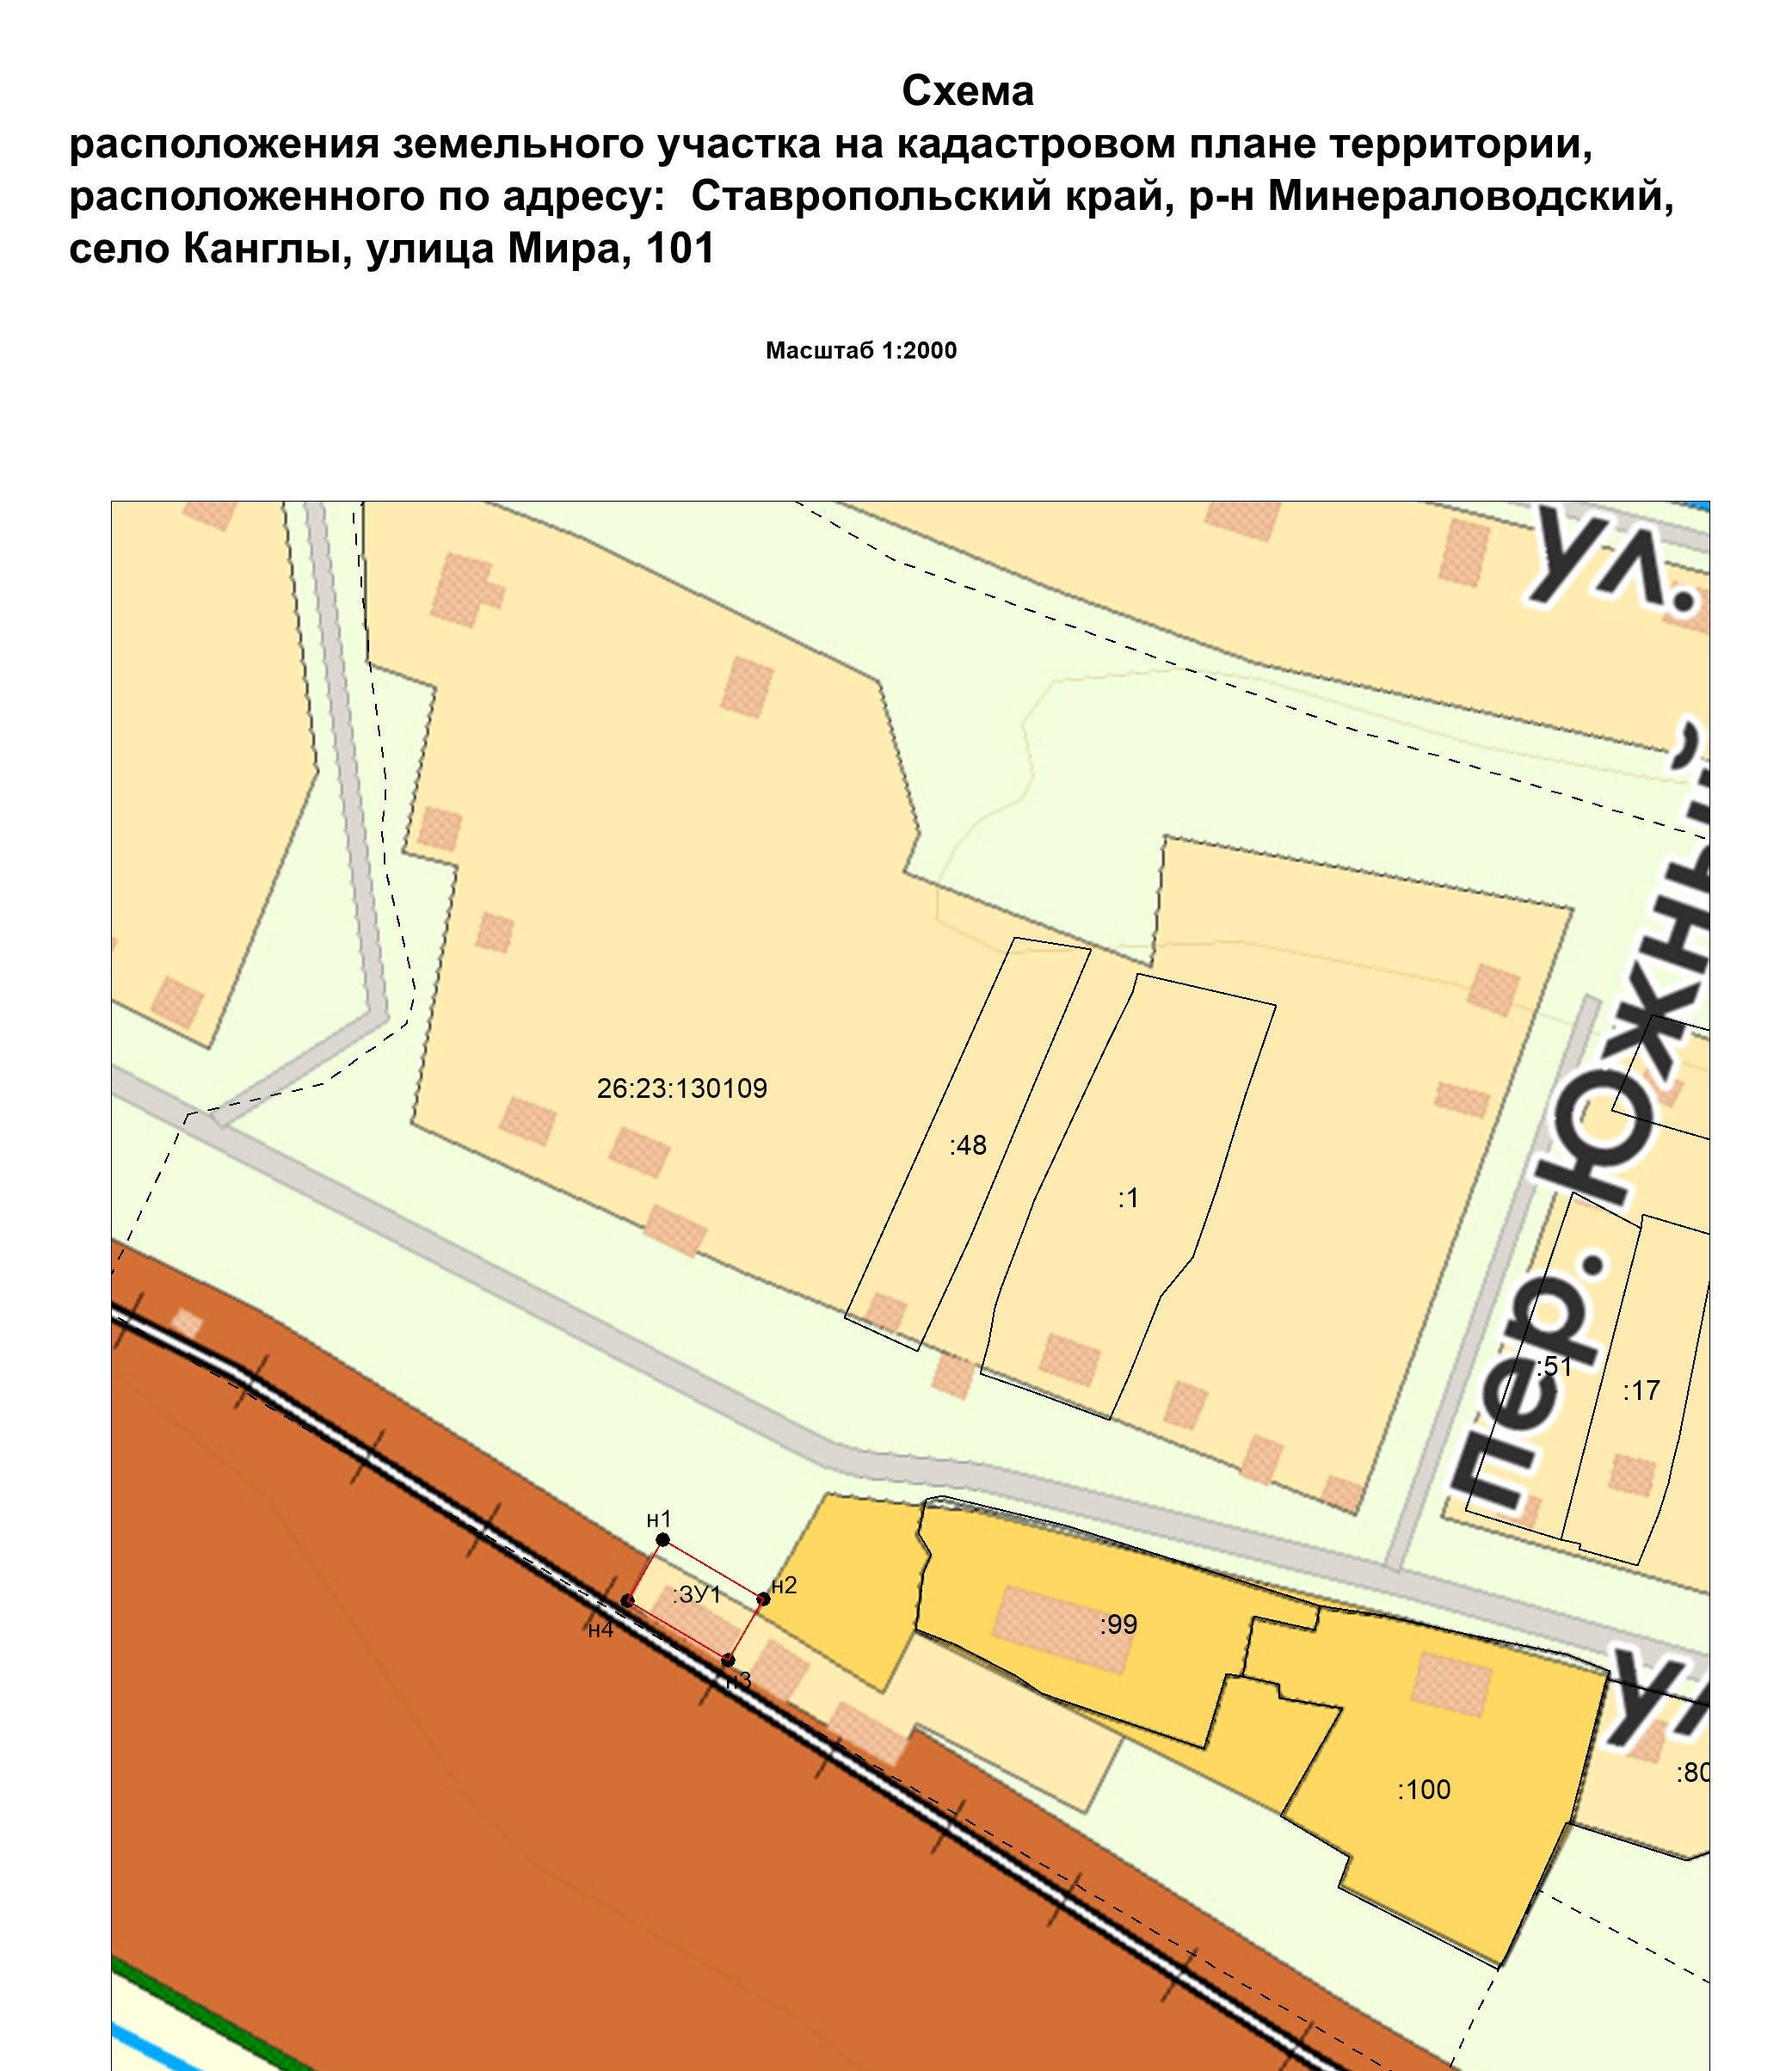 Схема
расположения земельного участка на кадастровом плане территории,
расположенного по адресу:  Ставропольский край, р-н Минераловодский,
село Канглы, улица Мира, 101
Масштаб 1:2000
ул.
пер. Южный
26:23:130109
:48
:1
:51
:17
н1
н2
:ЗУ1
н4
н3
:99
:100
:80